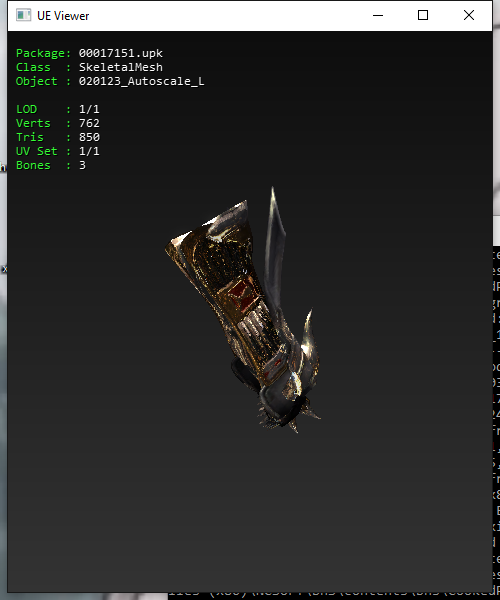 UE Viewer
Package: 00017151.upk
Class : SkeletalMesh
Object : 020123_Autoscale_L
LOD : 1/1
Verts : 762
Tris : 850
UV Set : 1/1
Bones : 3